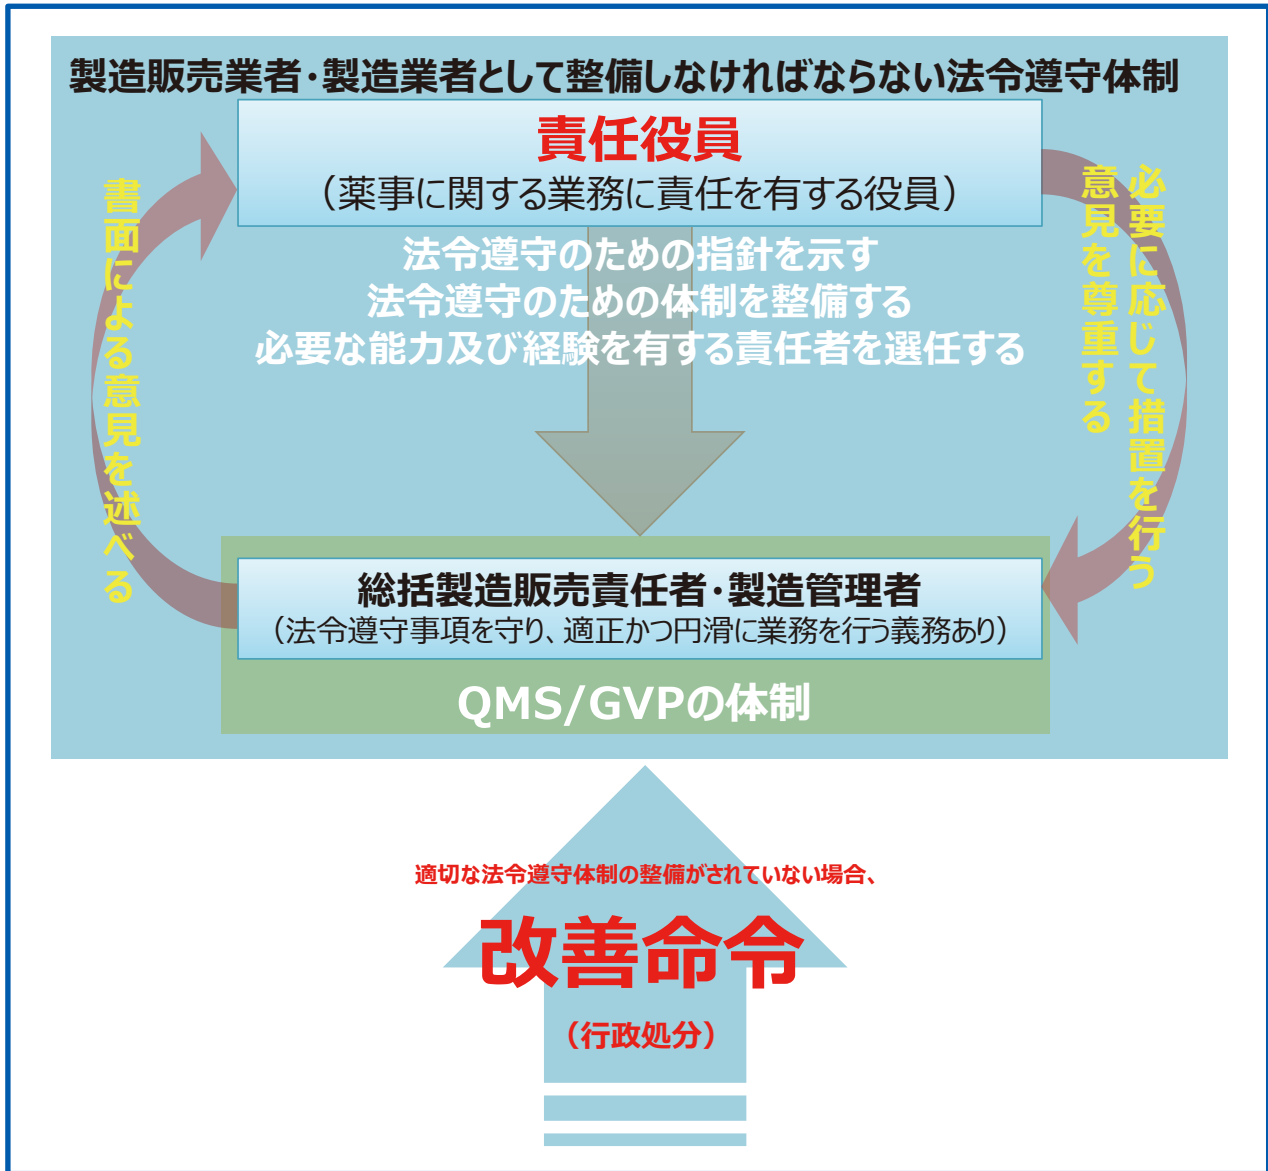 製造販売業者・製造業者として整備しなければならない法令遵守体制
責任役員
（薬事に関する業務に責任を有する役員）
法令遵守のための指針を示す
法令遵守のための体制を整備する
必要な能力及び経験を有する責任者を選任する
書面による意見を述べる
必要に応じて措置を行う
意見を尊重する
総括製造販売責任者・製造管理者
（法令遵守事項を守り、適正かつ円滑に業務を行う義務あり）
QMS/GVPの体制
適切な法令遵守体制の整備がされていない場合、
改善命令
（行政処分）